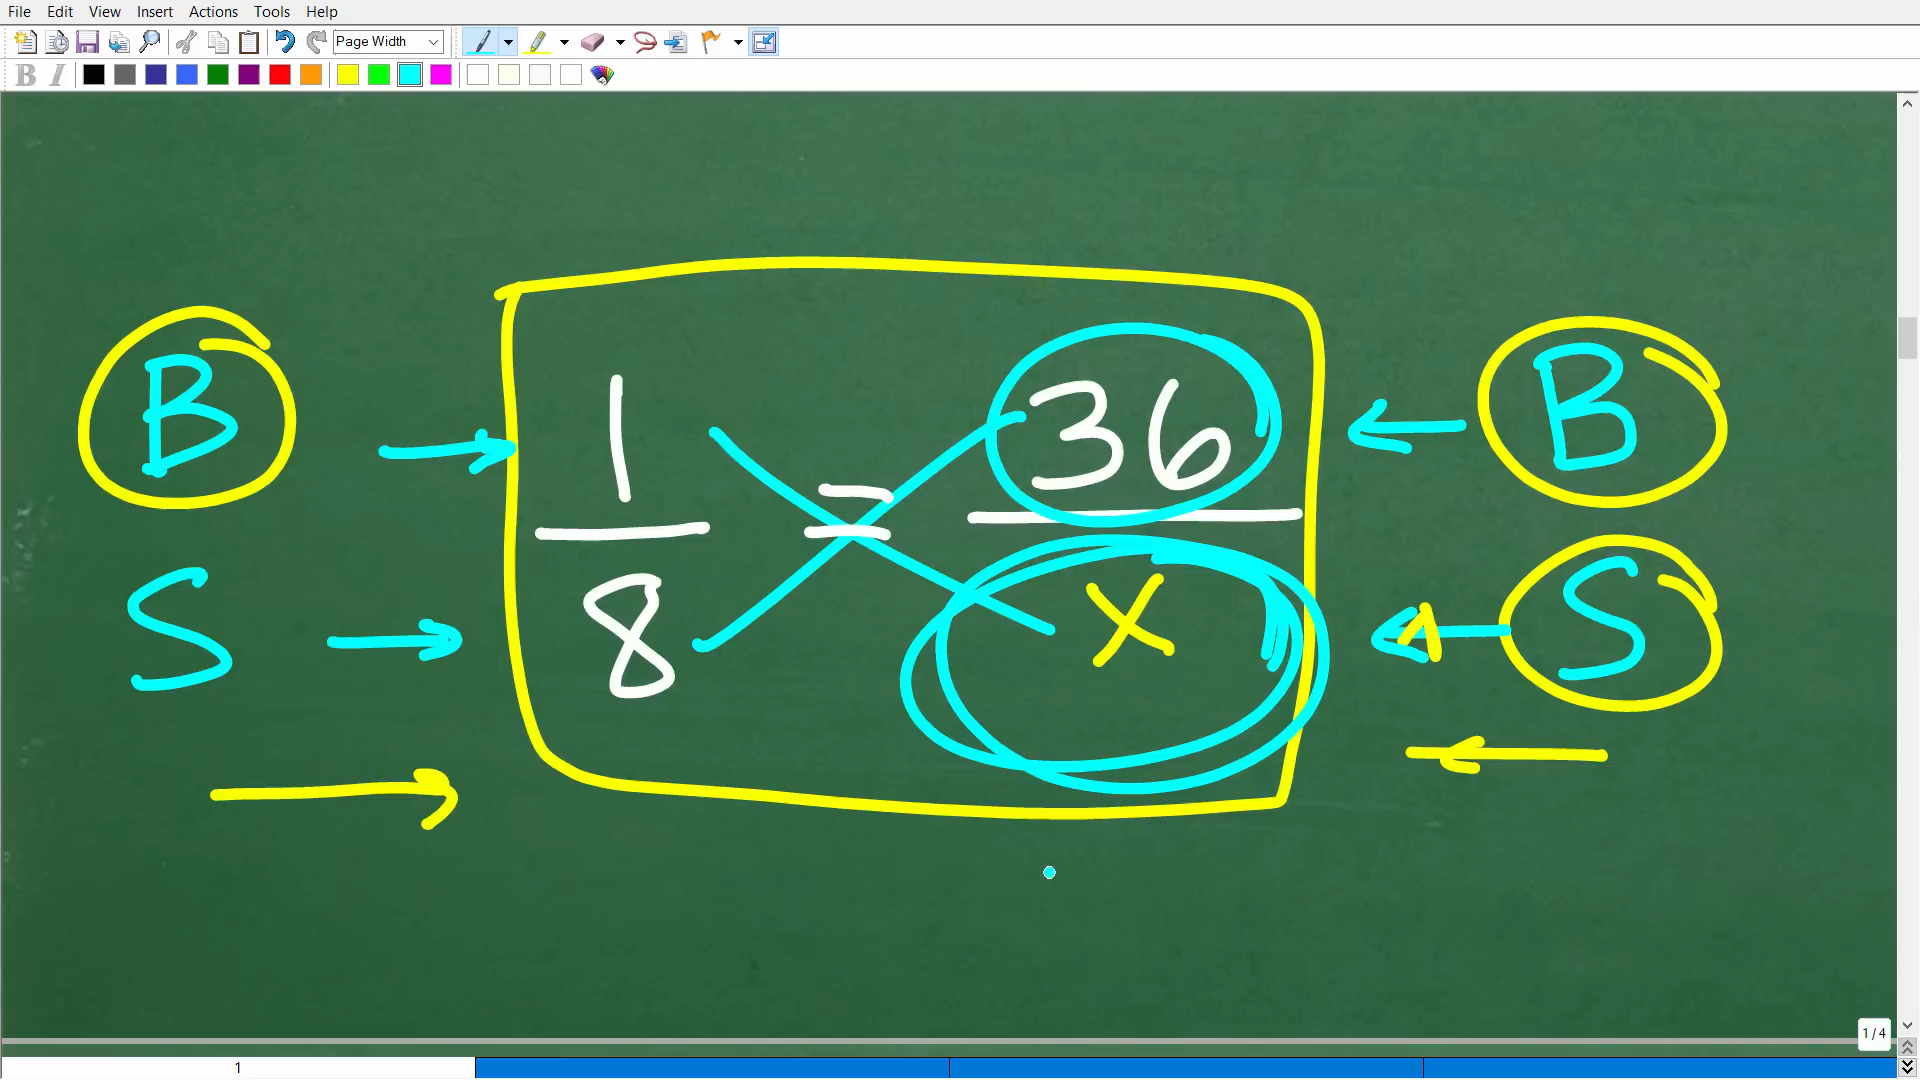 File Edit View Insert Actions Tools Help
Page Width
B I
B 1 = 36 B
S 8 x S
1 / 4
1